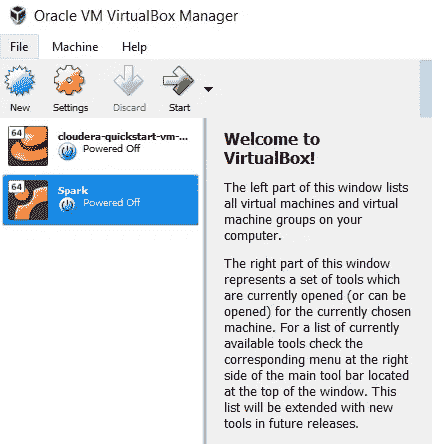 Oracle VM VirtualBox Manager
File Machine Help
New Settings Discard Start
64
cloudera-quickstart-vm-...
Powered Off
64
Spark
Powered Off
Welcome to
VirtualBox!
The left part of this window lists
all virtual machines and virtual
machine groups on your
computer.
The right part of this window
represents a set of tools which
are currently opened (or can be
opened) for the currently chosen
machine. For a list of currently
available tools check the
corresponding menu at the right
side of the main tool bar located
at the top of the window. This
list will be extended with new
tools in future releases.